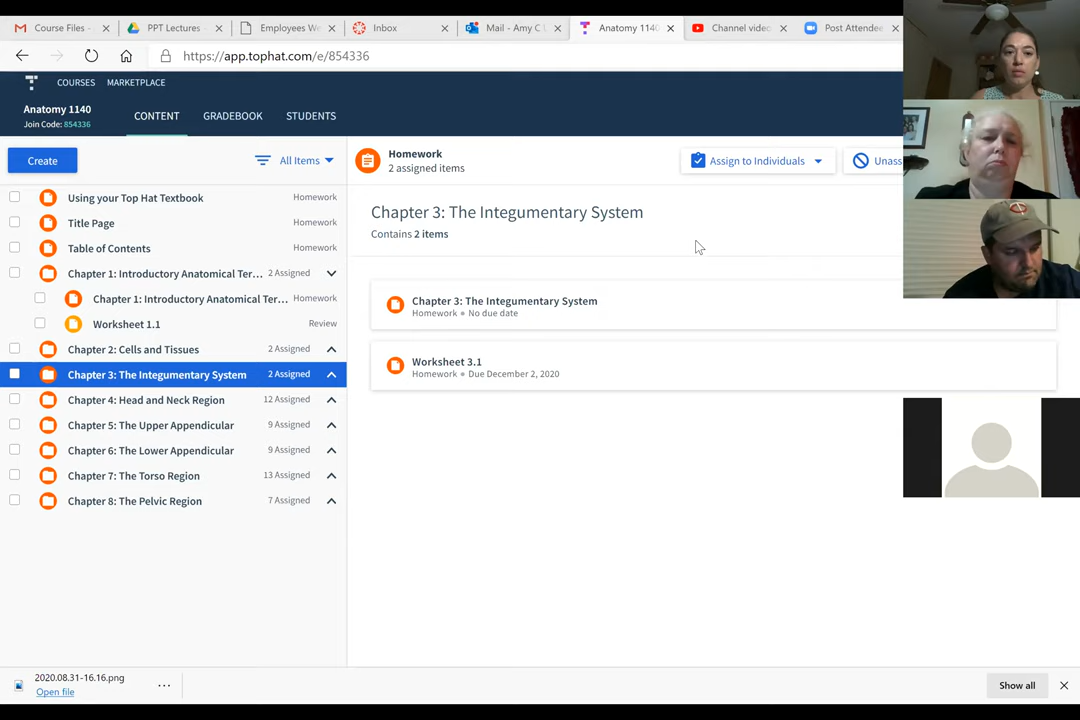 Course Files -
PPT Lectures
Employees We
Inbox
Mail - Amy C
Anatomy 1140
Channel video
Post Attende
https://app.tophat.com/e/854336
COURSES
MARKETPLACE
Anatomy 1140
Join Code: 854336
CONTENT
GRADEBOOK
STUDENTS
Create
All Items
Homework
2 assigned items
Assign to Individuals
Unass
Using your Top Hat Textbook
Homework
Title Page
Homework
Table of Contents
Homework
Chapter 1: Introductory Anatomical Ter...
2 Assigned
Chapter 1: Introductory Anatomical Ter...
Homework
Worksheet 1.1
Review
Chapter 2: Cells and Tissues
2 Assigned
Chapter 3: The Integumentary System
2 Assigned
Chapter 4: Head and Neck Region
12 Assigned
Chapter 5: The Upper Appendicular
9 Assigned
Chapter 6: The Lower Appendicular
9 Assigned
Chapter 7: The Torso Region
13 Assigned
Chapter 8: The Pelvic Region
7 Assigned
Chapter 3: The Integumentary System
Contains 2 items
Chapter 3: The Integumentary System
Homework • No due date
Worksheet 3.1
Homework • Due December 2, 2020
2020.08.31-16.16.png
Open file
...
Show all